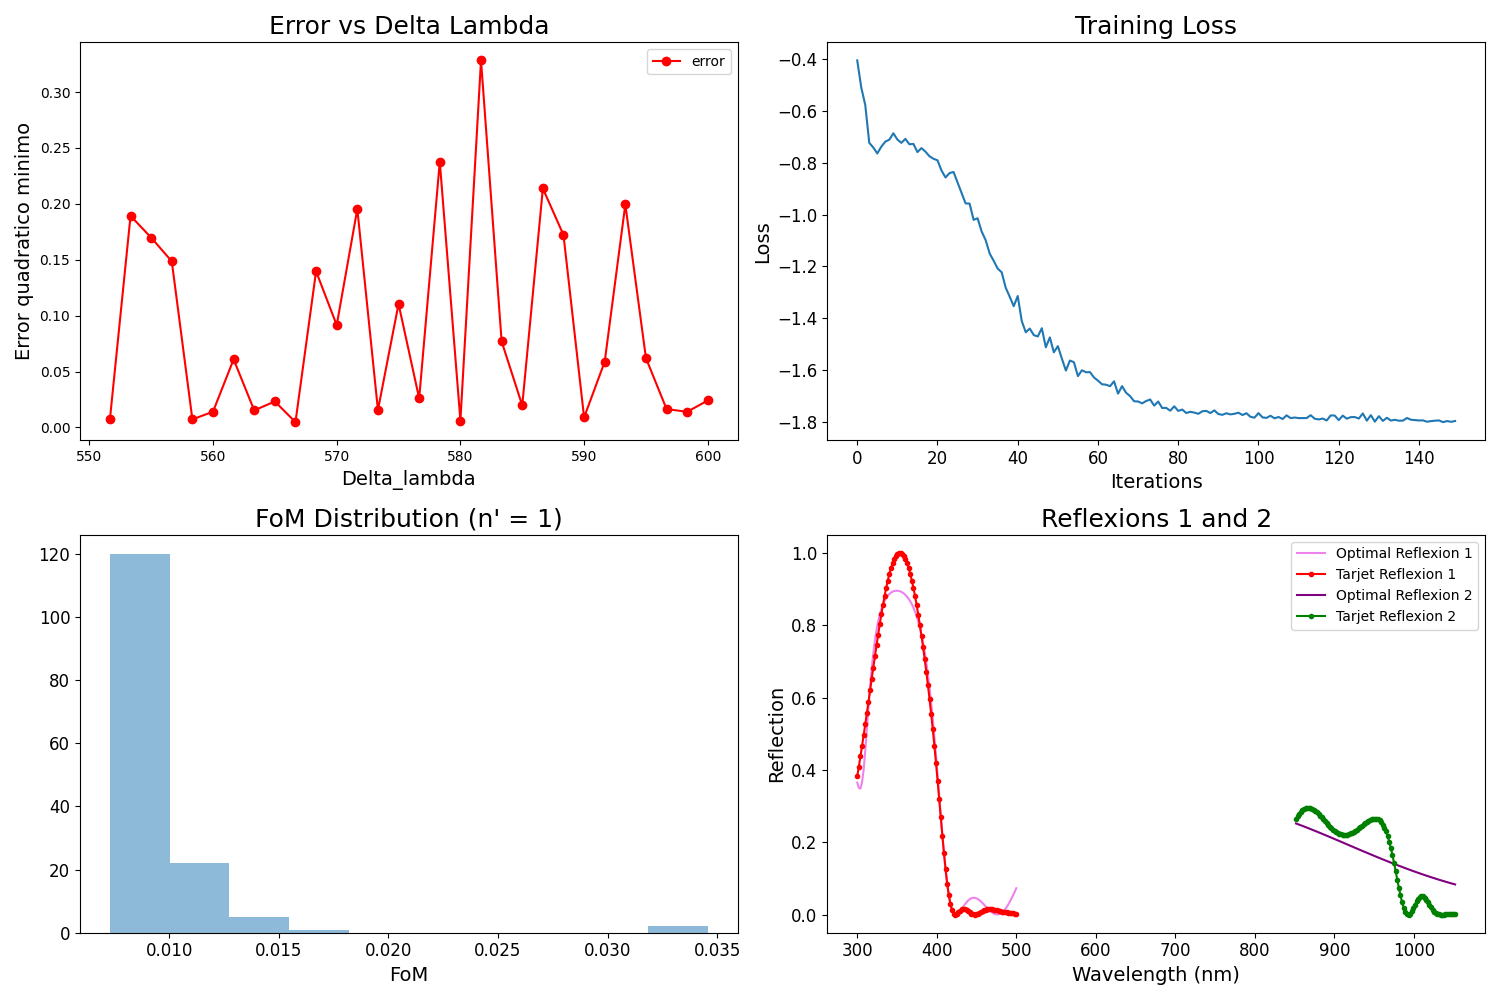 Error vs Delta Lambda
error
Error quadratico minimo
0.30
0.25
0.20
0.15
0.10
0.05
0.00
550 560 570 580 590 600
Delta_lambda
Training Loss
Loss
−0.4
−0.6
−0.8
−1.0
−1.2
−1.4
−1.6
−1.8
0 20 40 60 80 100 120 140
Iterations
FoM Distribution (n' = 1)
120
100
80
60
40
20
0
0.010 0.015 0.020 0.025 0.030 0.035
FoM
Reflexions 1 and 2
Optimal Reflexion 1
Tarjet Reflexion 1
Optimal Reflexion 2
Tarjet Reflexion 2
Reflection
1.0
0.8
0.6
0.4
0.2
0.0
300 400 500 600 700 800 900 1000
Wavelength (nm)